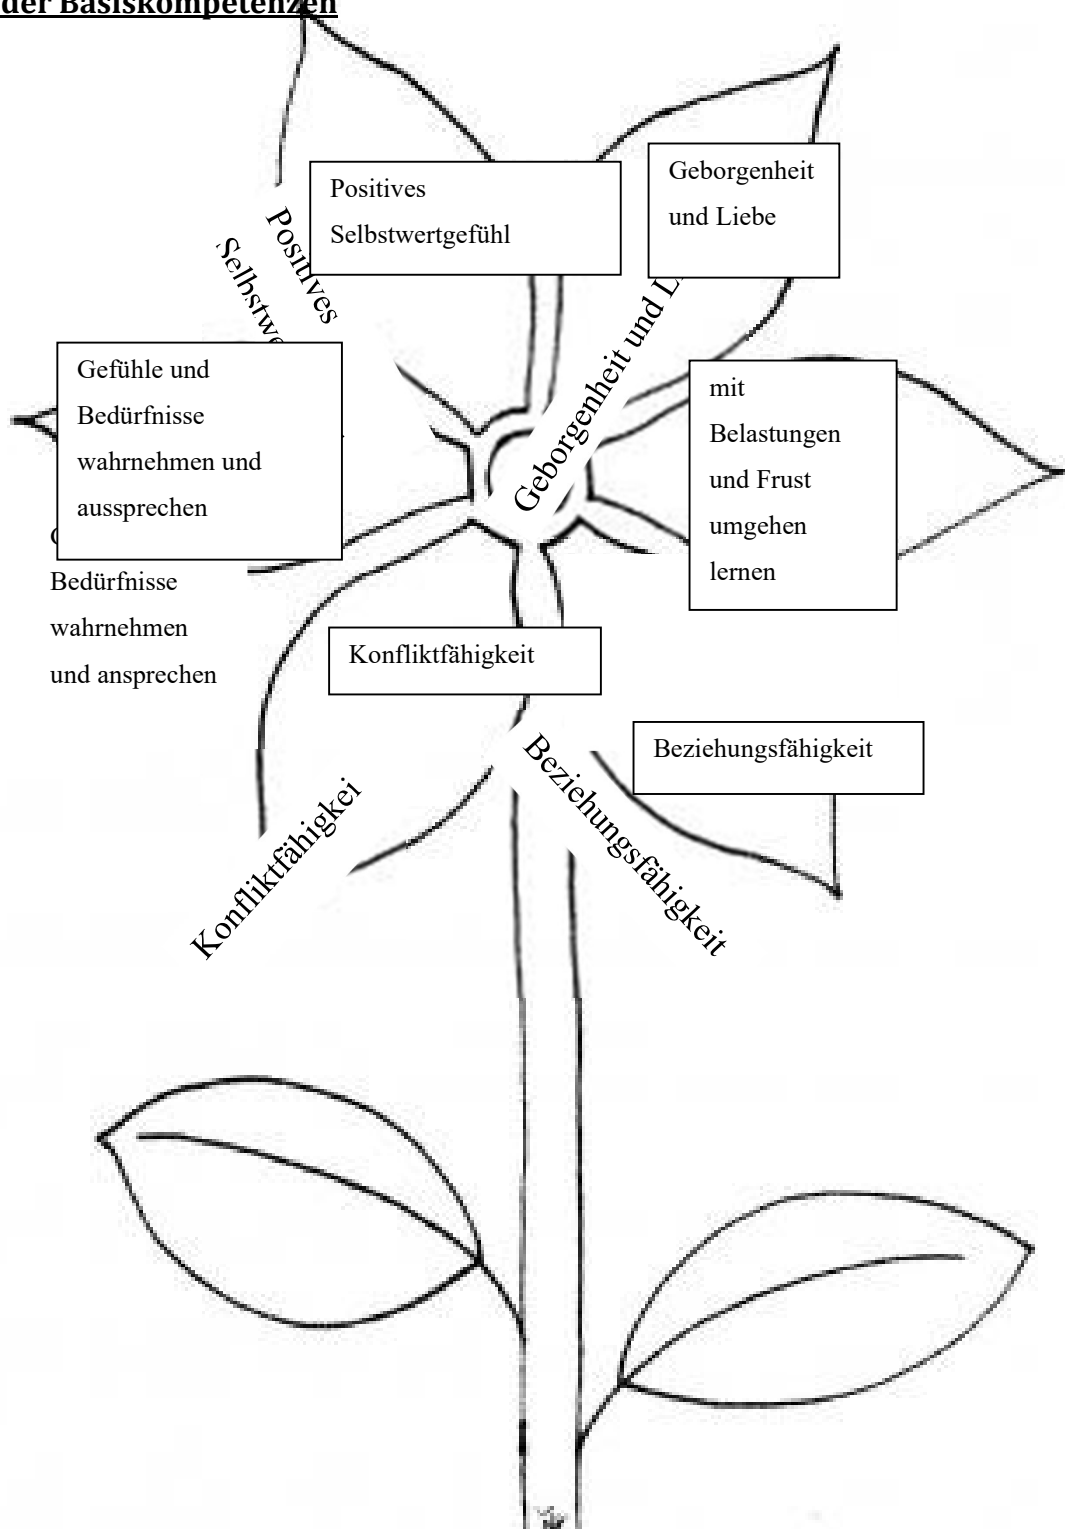 der Basiskompetenzen
Positives
Selbstwertgefühl
Geborgenheit
und Liebe
Positives
Selbstwe
Geborgenheit und L
Gefühle und
Bedürfnisse
wahrnehmen und
aussprechen
mit
Belastungen
und Frust
umgehen
lernen
Bedürfnisse
wahrnehmen
und ansprechen
Konfliktfähigkeit
Beziehungsfähigkeit
Konfliktfähigkei
Beziehungsfähigkeit